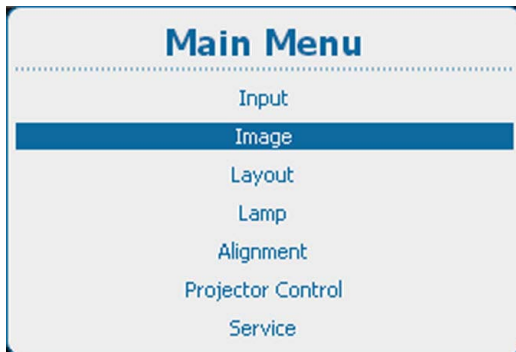 Main Menu
Input
Image
Layout
Lamp
Alignment
Projector Control
Service